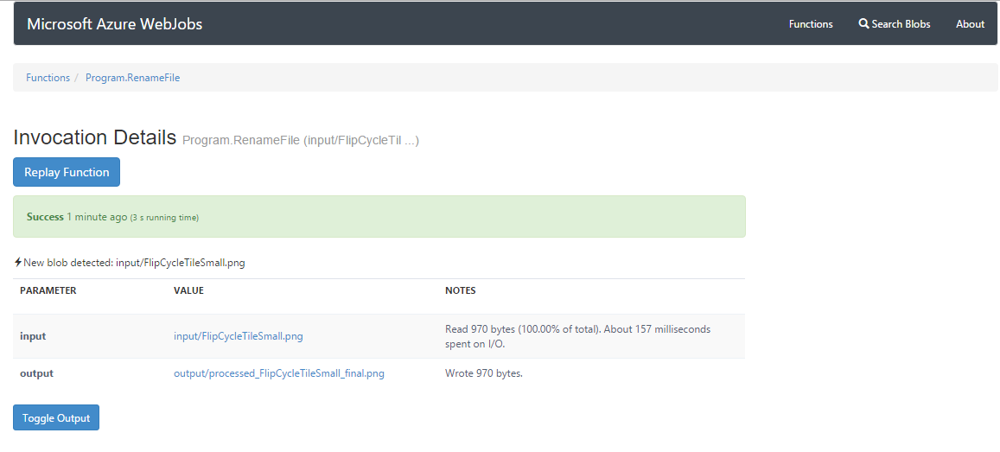 Microsoft Azure WebJobs Functions Search Blobs About
Functions / Program.RenameFile
Invocation Details Program.RenameFile (input/FlipCycleTil ...)
Replay Function
Success 1 minute ago (3 s running time)
New blob detected: input/FlipCycleTileSmall.png
PARAMETER VALUE NOTES
input input/FlipCycleTileSmall.png Read 970 bytes (100.00% of total). About 157 milliseconds
spent on I/O.
output output/processed_FlipCycleTileSmall_final.png Wrote 970 bytes.
Toggle Output